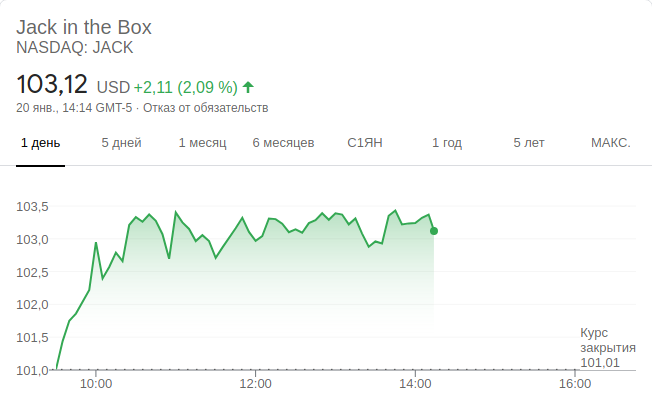 Jack in the Box
NASDAQ: JACK
103,12 USD +2,11 (2,09 %) ↑
20 янв., 14:14 GMT-5 · Отказ от обязательств
1 день 5 дней 1 месяц 6 месяцев С1ЯН 1 год 5 лет МАКС.
103,5
103,0
102,5
102,0
101,5
101,0
Курс
закрытия
101,01
10:00 12:00 14:00 16:00